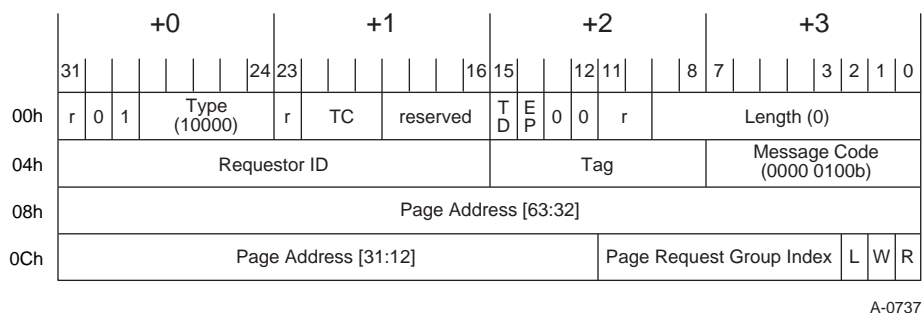 +0 +1 +2 +3
31 24 23 16 15 12 11 8 7 3 2 1 0
00h r 0 1 Type (10000) r TC reserved TD EP 0 0 r Length (0)
04h Requestor ID Tag Message Code (0000 0100b)
08h Page Address [63:32]
0Ch Page Address [31:12] Page Request Group Index L W R
A-0737